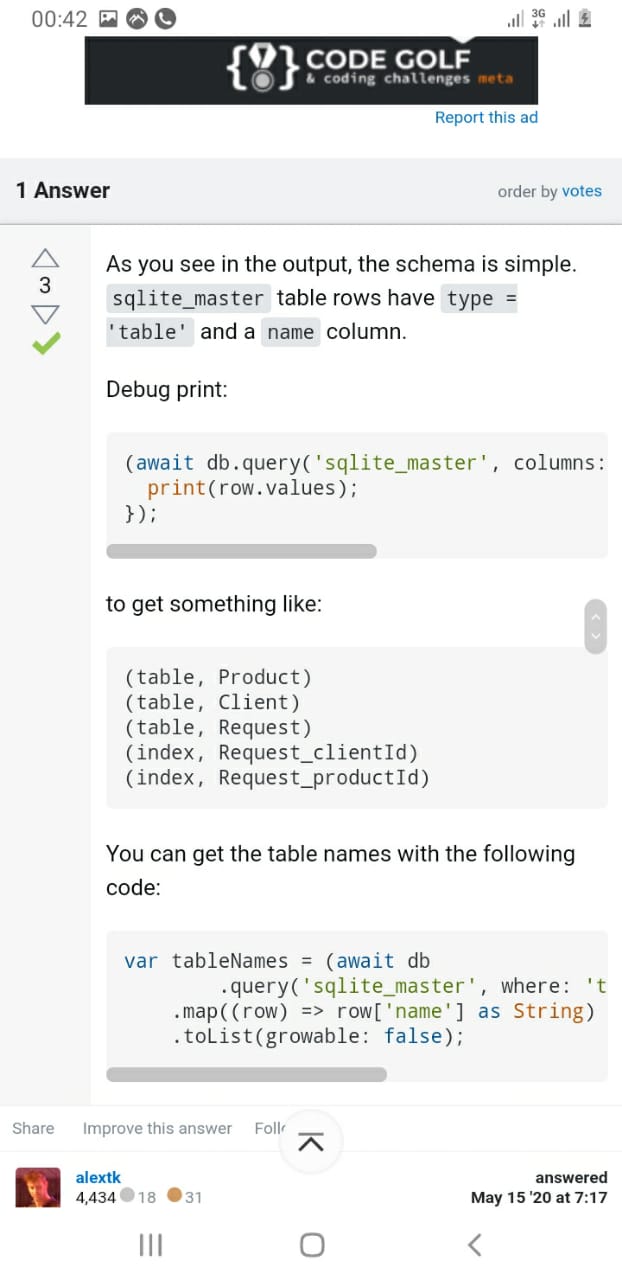 00:42
3G
{ } CODE GOLF
& coding challenges meta
Report this ad
1 Answer
order by votes
3
As you see in the output, the schema is simple.
sqlite_master table rows have type =
'table' and a name column.
Debug print:
(await db.query('sqlite_master', columns:
print(row.values);
});
to get something like:
(table, Product)
(table, Client)
(table, Request)
(index, Request_clientId)
(index, Request_productId)
You can get the table names with the following
code:
var tableNames = (await db
.query('sqlite_master', where: 't
.map((row) => row['name'] as String)
.toList(growable: false);
Share Improve this answer Follo
alextk
4,434 18 31
answered
May 15 '20 at 7:17